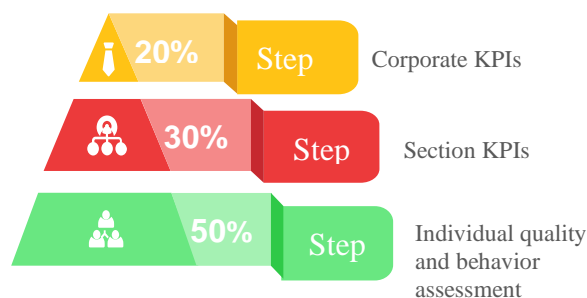 20%
Step
Corporate KPIs
30%
Step
Section KPIs
50%
Step
Individual quality
and behavior
assessment